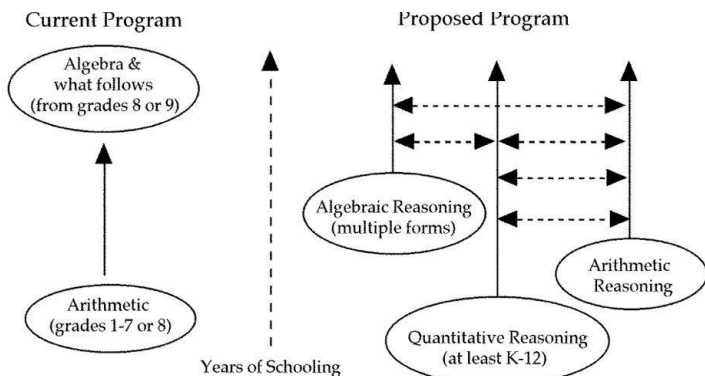 Current Program
Proposed Program
Algebra &
what follows
(from grades 8 or 9)
Algebraic Reasoning
(multiple forms)
Arithmetic
Reasoning
Arithmetic
(grades 1-7 or 8)
Quantitative Reasoning
(at least K-12)
Years of Schooling